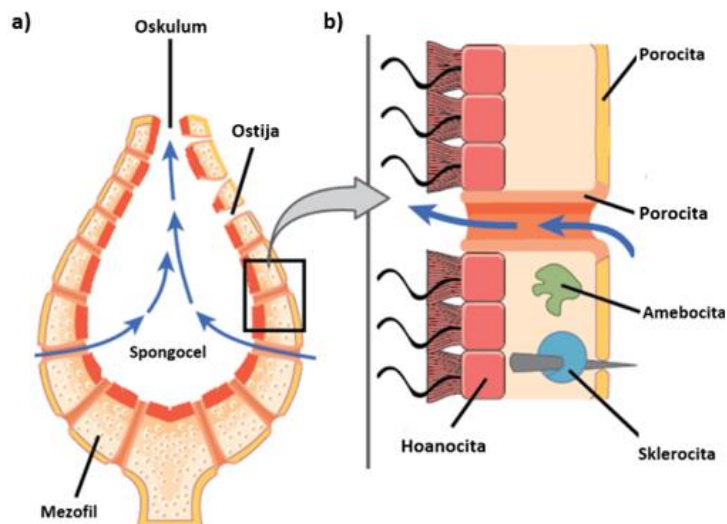 a)
Oskulum
Ostija
Spongocel
Mezofil
b)
Porocita
Porocita
Amebocita
Hoanocita
Sklerocita